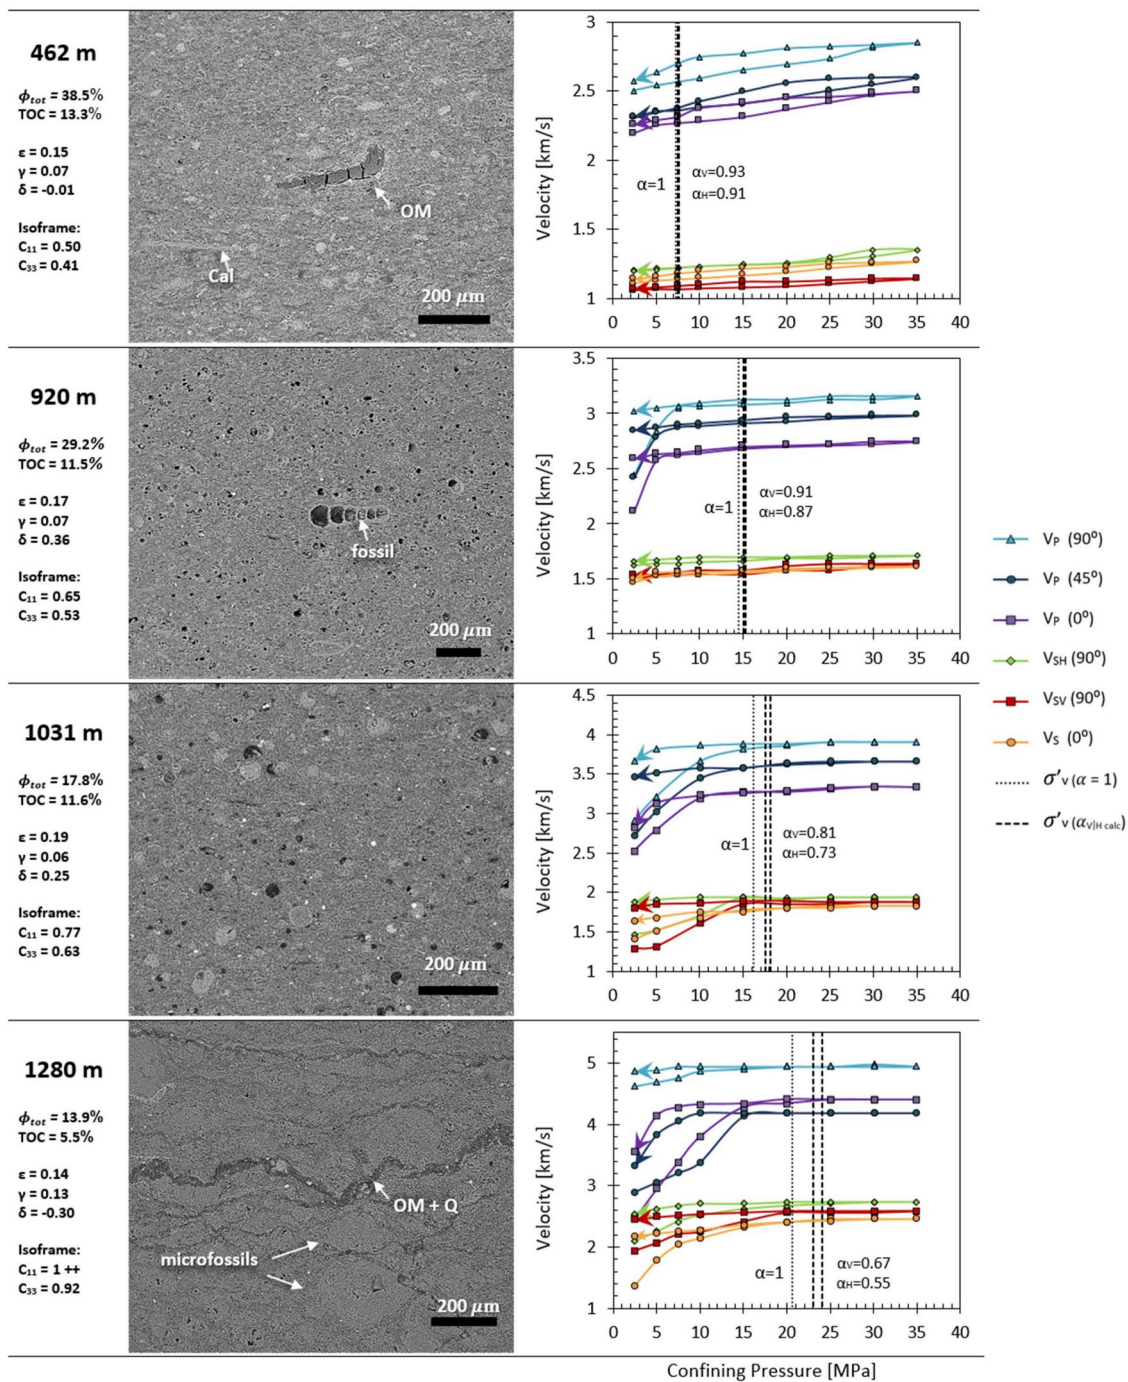 462 m
ϕtot = 38.5%
TOC = 13.3%
ε = 0.15
γ = 0.07
δ = -0.01
Isoframe:
C₁₁ = 0.50
C₃₃ = 0.41
OM
Cal
200 μm
Velocity [km/s]
3
2.5
2
1.5
1
α=1
αV=0.93
αH=0.91
0 5 10 15 20 25 30 35 40
920 m
ϕtot = 29.2%
TOC = 11.5%
ε = 0.17
γ = 0.07
δ = 0.36
Isoframe:
C₁₁ = 0.65
C₃₃ = 0.53
fossil
200 μm
Velocity [km/s]
3.5
3
2.5
2
1.5
1
α=1
αV=0.91
αH=0.87
0 5 10 15 20 25 30 35 40
1031 m
ϕtot = 17.8%
TOC = 11.6%
ε = 0.19
γ = 0.06
δ = 0.25
Isoframe:
C₁₁ = 0.77
C₃₃ = 0.63
200 μm
Velocity [km/s]
4.5
4
3.5
3
2.5
2
1.5
1
α=1
αV=0.81
αH=0.73
0 5 10 15 20 25 30 35 40
1280 m
ϕtot = 13.9%
TOC = 5.5%
ε = 0.14
γ = 0.13
δ = -0.30
Isoframe:
C₁₁ = 1 ++
C₃₃ = 0.92
OM + Q
microfossils
200 μm
Velocity [km/s]
5
4
3
2
1
α=1
αV=0.67
αH=0.55
0 5 10 15 20 25 30 35 40
Confining Pressure [MPa]
VP (90º)
VP (45º)
VP (0º)
VSH (90º)
VSV (90º)
VS (0º)
σ'V (α = 1)
σ'V (αV|H calc)